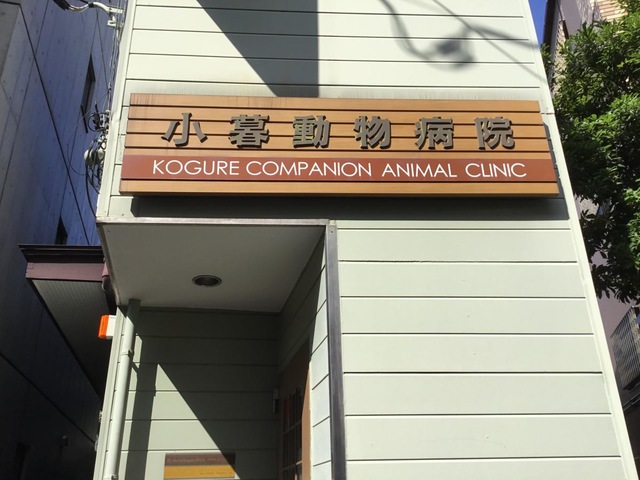 小暮動物病院
KOGURE COMPANION ANIMAL CLINIC